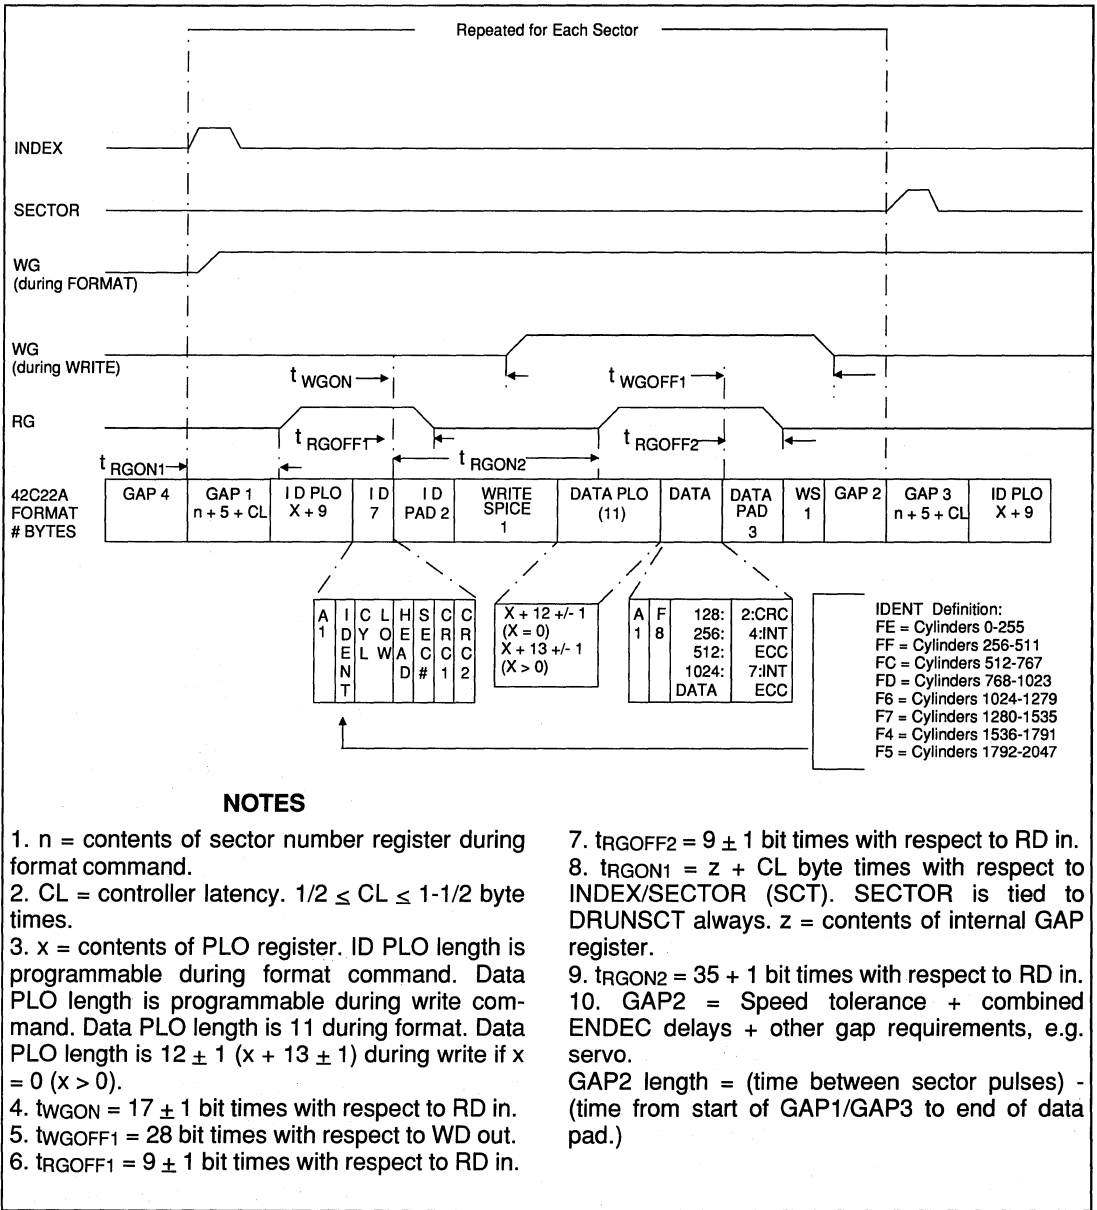 Repeated for Each Sector
INDEX
SECTOR
WG
(during FORMAT)
WG
(during WRITE)
t WGON
t WGOFF1
RG
t RGOFF1
t RGOFF2
t RGON1
t RGON2
42C22A
FORMAT
# BYTES
GAP 4
GAP 1
n + 5 + CL
ID PLO
X + 9
ID
7
ID
PAD 2
WRITE
SPICE
1
DATA PLO
(11)
DATA
DATA
PAD
3
WS
1
GAP 2
GAP 3
n + 5 + CL
ID PLO
X + 9
A1
IDENT
CYL
LOW
HEAD
SEC#
CRC1
CRC2
X + 12 +/- 1
(X = 0)
X + 13 +/- 1
(X > 0)
A1
F8
128:
256:
512:
1024:
DATA
2:CRC
4:INT
ECC
7:INT
ECC
IDENT Definition:
FE = Cylinders 0-255
FF = Cylinders 256-511
FC = Cylinders 512-767
FD = Cylinders 768-1023
F6 = Cylinders 1024-1279
F7 = Cylinders 1280-1535
F4 = Cylinders 1536-1791
F5 = Cylinders 1792-2047
NOTES
1. n = contents of sector number register during
format command.
2. CL = controller latency. 1/2 ≤ CL ≤ 1-1/2 byte
times.
3. x = contents of PLO register. ID PLO length is
programmable during format command. Data
PLO length is programmable during write com-
mand. Data PLO length is 11 during format. Data
PLO length is 12 ± 1 (x + 13 ± 1) during write if x
= 0 (x > 0).
4. tWGON = 17 ± 1 bit times with respect to RD in.
5. tWGOFF1 = 28 bit times with respect to WD out.
6. tRGOFF1 = 9 ± 1 bit times with respect to RD in.
7. tRGOFF2 = 9 ± 1 bit times with respect to RD in.
8. tRGON1 = z + CL byte times with respect to
INDEX/SECTOR (SCT). SECTOR is tied to
DRUNSCT always. z = contents of internal GAP
register.
9. tRGON2 = 35 + 1 bit times with respect to RD in.
10. GAP2 = Speed tolerance + combined
ENDEC delays + other gap requirements, e.g.
servo.
GAP2 length = (time between sector pulses) -
(time from start of GAP1/GAP3 to end of data
pad.)